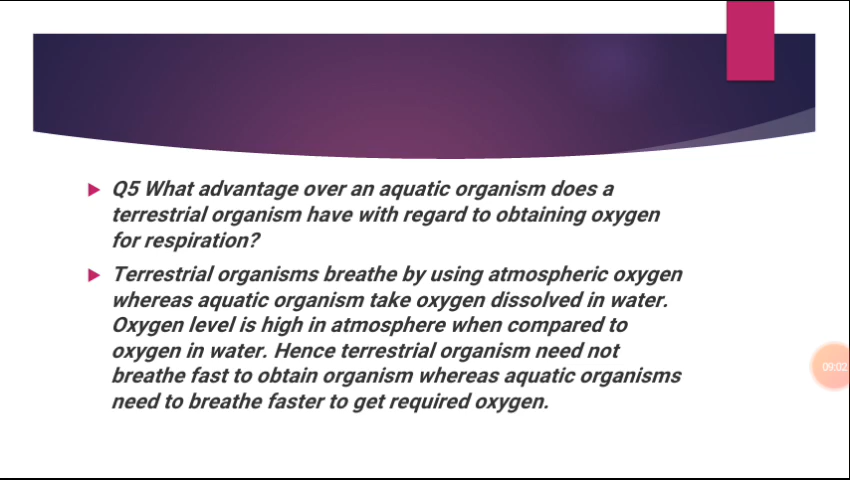 Q5 What advantage over an aquatic organism does a
terrestrial organism have with regard to obtaining oxygen
for respiration?
Terrestrial organisms breathe by using atmospheric oxygen
whereas aquatic organism take oxygen dissolved in water.
Oxygen level is high in atmosphere when compared to
oxygen in water. Hence terrestrial organism need not
breathe fast to obtain organism whereas aquatic organisms
need to breathe faster to get required oxygen.
09:02